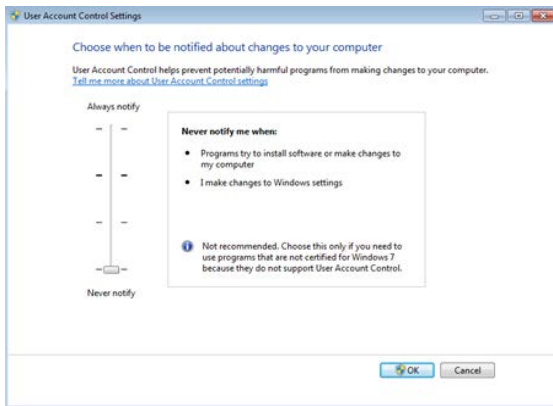 User Account Control Settings
Choose when to be notified about changes to your computer
User Account Control helps prevent potentially harmful programs from making changes to your computer.
Tell me more about User Account Control settings
Always notify
Never notify me when:
• Programs try to install software or make changes to
my computer
• I make changes to Windows settings
Not recommended. Choose this only if you need to
use programs that are not certified for Windows 7
because they do not support User Account Control.
Never notify
OK
Cancel